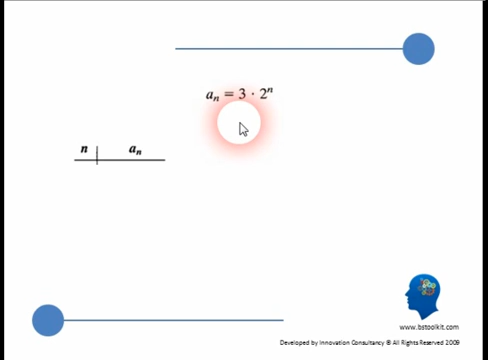 aₙ = 3 · 2ⁿ
n aₙ
www.bstoolkit.com
Developed by Innovation Consultancy ® All Rights Reserved 2009